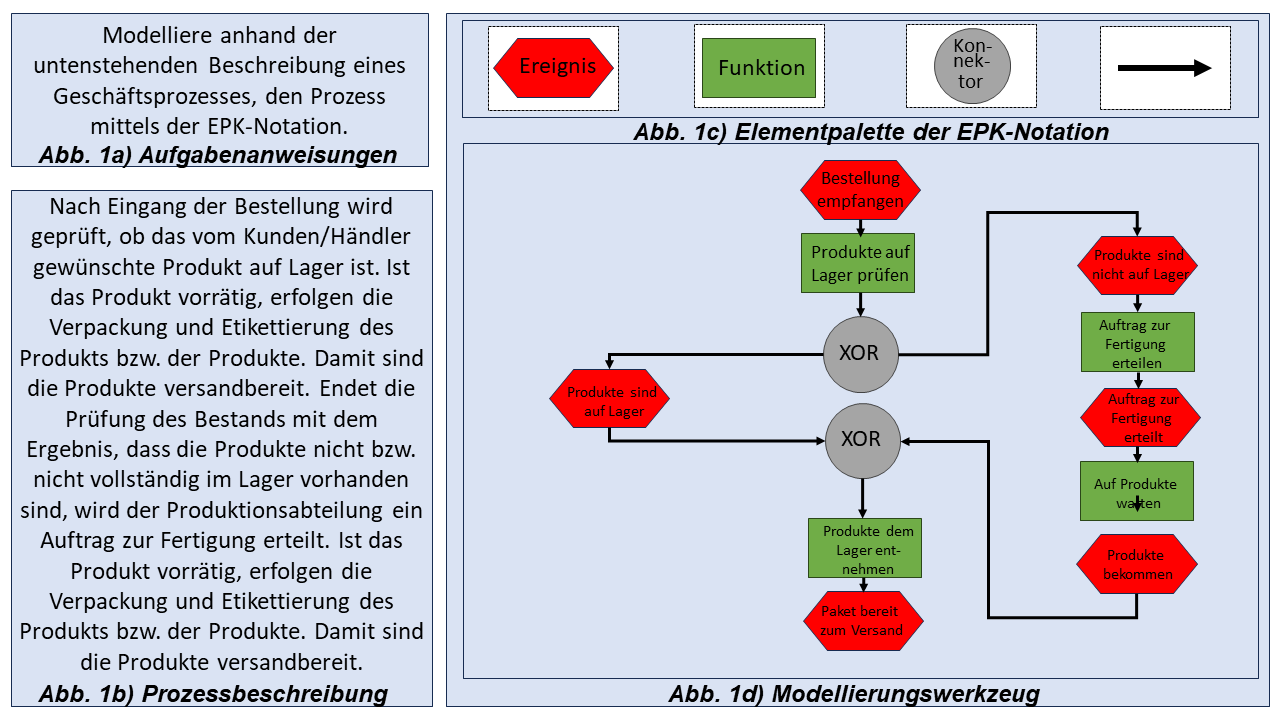 Modelliere anhand der
untenstehenden Beschreibung eines
Geschäftsprozesses, den Prozess
mittels der EPK-Notation.
Abb. 1a) Aufgabenanweisungen
Nach Eingang der Bestellung wird
geprüft, ob das vom Kunden/Händler
gewünschte Produkt auf Lager ist. Ist
das Produkt vorrätig, erfolgen die
Verpackung und Etikettierung des
Produkts bzw. der Produkte. Damit sind
die Produkte versandbereit. Endet die
Prüfung des Bestands mit dem
Ergebnis, dass die Produkte nicht bzw.
nicht vollständig im Lager vorhanden
sind, wird der Produktionsabteilung ein
Auftrag zur Fertigung erteilt. Ist das
Produkt vorrätig, erfolgen die
Verpackung und Etikettierung des
Produkts bzw. der Produkte. Damit sind
die Produkte versandbereit.
Abb. 1b) Prozessbeschreibung
Ereignis
Funktion
Kon-
nek-
tor
Abb. 1c) Elementpalette der EPK-Notation
Bestellung
empfangen
Produkte auf
Lager prüfen
XOR
Produkte sind
auf Lager
Produkte sind
nicht auf Lager
Auftrag zur
Fertigung
erteilen
Auftrag zur
Fertigung
erteilt
Auf Produkte
warten
Produkte
bekommen
XOR
Produkte dem
Lager ent-
nehmen
Paket bereit
zum Versand
Abb. 1d) Modellierungswerkzeug